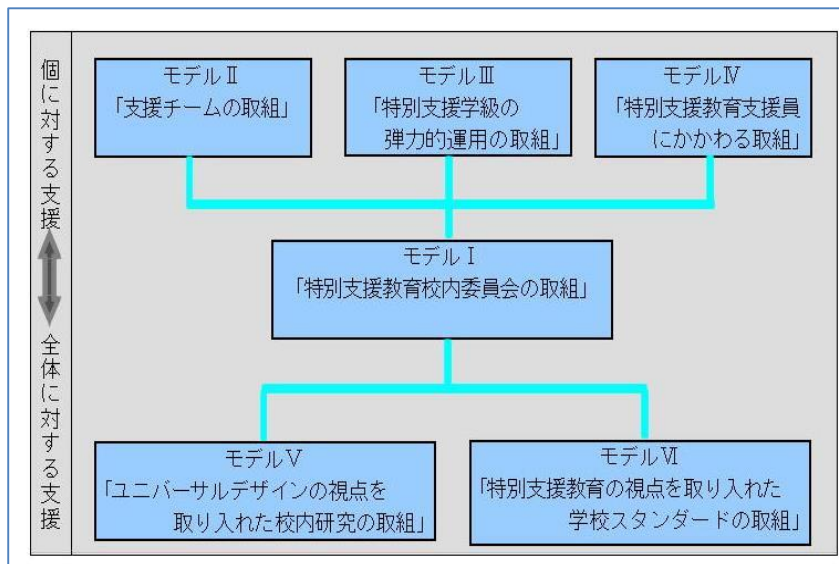 個に対する支援
全体に対する支援
モデルⅡ
「支援チームの取組」
モデルⅢ
「特別支援学級の
弾力的運用の取組」
モデルⅣ
「特別支援教育支援員
にかかわる取組」
モデルⅠ
「特別支援教育校内委員会の取組」
モデルⅤ
「ユニバーサルデザインの視点を
取り入れた校内研究の取組」
モデルⅥ
「特別支援教育の視点を取り入れた
学校スタンダードの取組」